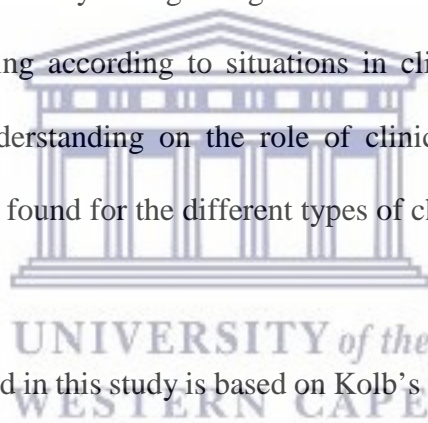 ing according to situations in cli
derstanding on the role of clinic
found for the different types of cl
UNIVERSITY of the
d in this study is based on Kolb's
WESTERN CAPE